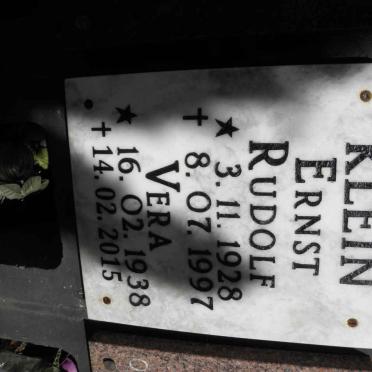 KLEIN
ERNST
RUDOLF
★ 3. 11. 1928
✝ 8. 07. 1997
VERA
★ 16. 02. 1938
✝ 14. 02. 2015